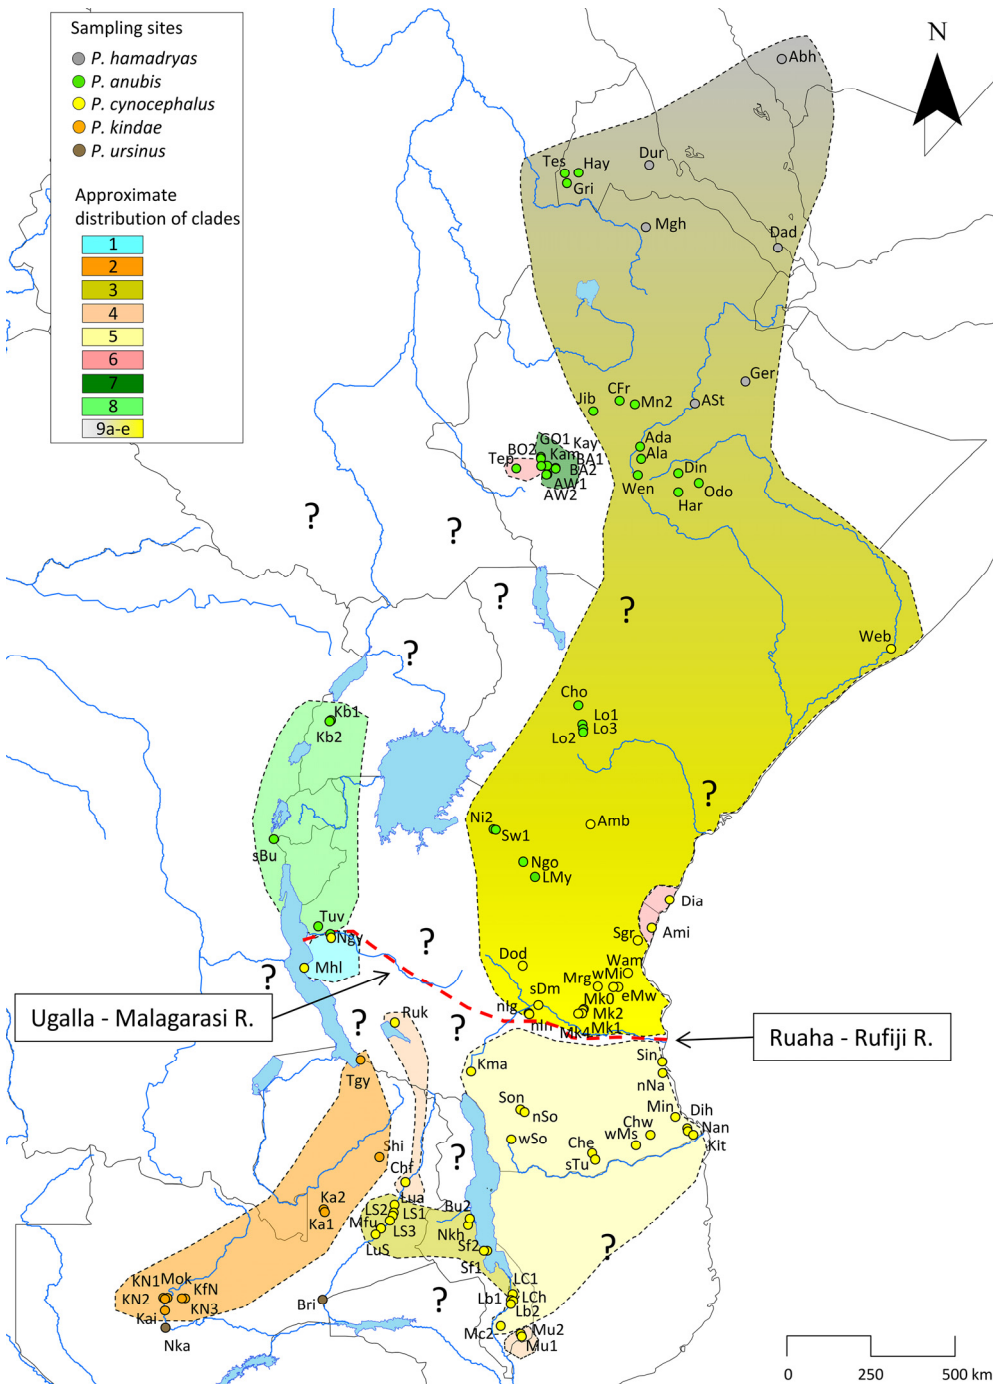 Sampling sites
P. hamadryas
P. anubis
P. cynocephalus
P. kindae
P. ursinus
Approximate
distribution of clades
1
2
3
4
5
6
7
8
9a-e
N
Abh
Tes
Hay
Gri
Dur
Mgh
Dad
Ger
CFr
Jib
Mn2
ASt
Ada
Ala
Wen
Din
Odo
Har
GO1
Kay
BO2
Kam
BA1
Tep
BA2
AW1
AW2
?
?
?
?
?
Web
Cho
Lo1
Lo3
Lo2
Kb1
Kb2
?
Amb
Ni2
Sw1
sBu
Ngo
LMy
Dia
Tuv
Ngy
Ami
Sgr
?
Mhl
?
Dod
Wam
Mrg
wMi
eMw
sDm
Mk0
nIg
Mk2
nIn
Mk1
Mk4
Ugalla - Malagarasi R.
Ruk
?
?
Ruaha - Rufiji R.
Tgy
Kma
Sin
nNa
Son
nSo
Min
Dih
Chw
Nan
wSo
wMs
Kit
Che
sTu
Shi
?
Chf
Ka2
Ka1
Lua
LS2
LS1
Mfu
LS3
LuS
Bu2
Nkh
Sf2
Sf1
?
KN1
Mok
KfN
KN2
KN3
Kai
Nka
Bri
?
LC1
Lb1
LCh
Lb2
Mc2
Mu2
Mu1
0
250
500 km